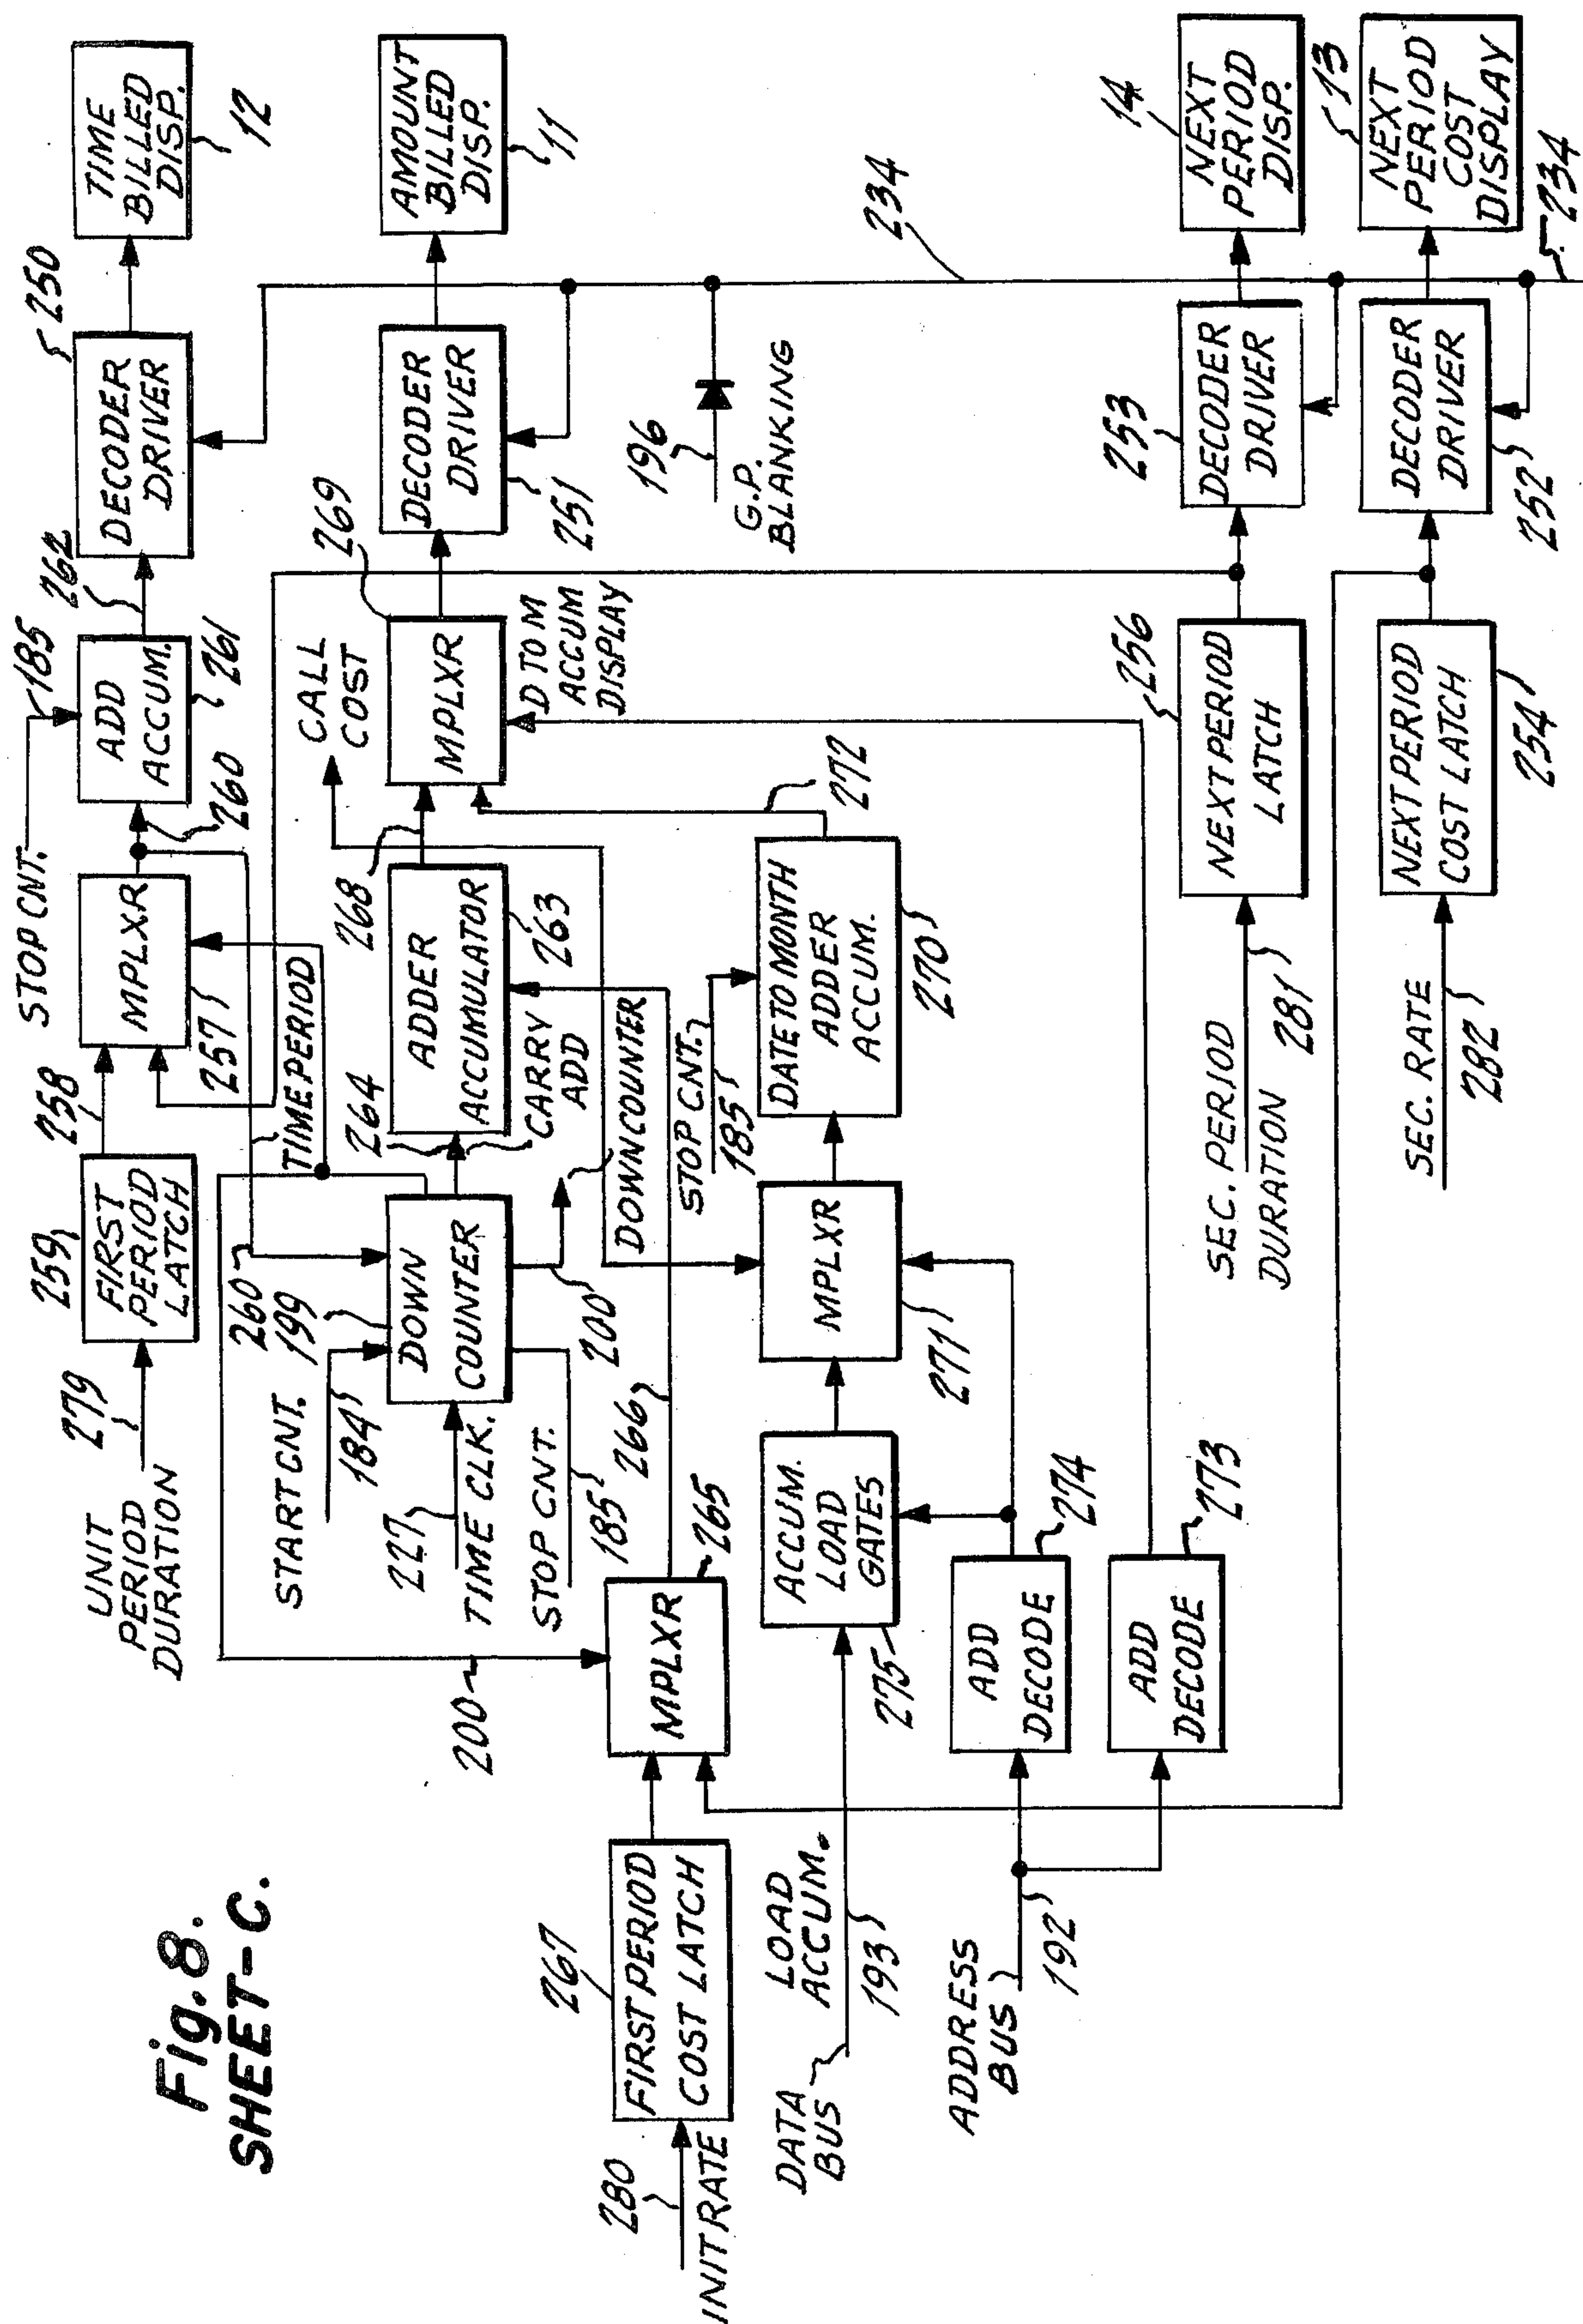 Fig. 8.
SHEET-C.
UNIT
PERIOD
DURATION
279
259
FIRST
PERIOD
LATCH
258
STOP CNT.
185
MPLXR
257
260
ADD
ACCUM.
261
262
DECODER
DRIVER
250
TIME
BILLED
DISP.
12
TIME PERIOD
260
199
START CNT.
184
227
TIME CLK.
STOP CNT.
185
DOWN
COUNTER
200
DOWN COUNTER
264
CARRY
ADD
ADDER
ACCUMULATOR
263
268
CALL
COST
MPLXR
269
D TO M
ACCUM
DISPLAY
DECODER
DRIVER
251
AMOUNT
BILLED
DISP.
11
196
G.P.
BLANKING
234
280
INIT RATE
267
FIRST PERIOD
COST LATCH
200
MPLXR
265
266
STOP CNT.
185
DATA
BUS
LOAD
ACCUM.
193
ACCUM.
LOAD
GATES
275
MPLXR
271
DATE TO MONTH
ADDER
ACCUM.
270
272
ADDRESS
BUS
192
ADD
DECODE
274
ADD
DECODE
273
SEC. PERIOD
DURATION
281
NEXT PERIOD
LATCH
256
253
DECODER
DRIVER
14
NEXT
PERIOD
DISP.
SEC. RATE
282
NEXT PERIOD
COST LATCH
254
DECODER
DRIVER
252
13
NEXT
PERIOD
COST
DISPLAY
234